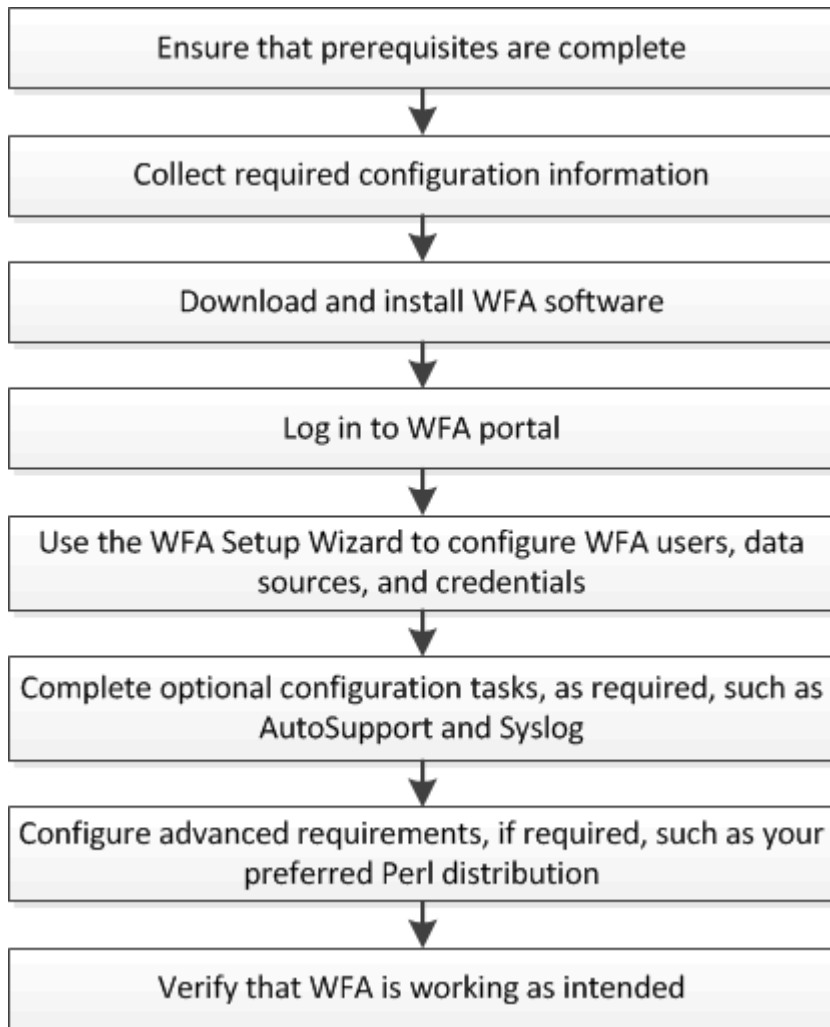 Ensure that prerequisites are complete
Collect required configuration information
Download and install WFA software
Log in to WFA portal
Use the WFA Setup Wizard to configure WFA users, data
sources, and credentials
Complete optional configuration tasks, as required, such as
AutoSupport and Syslog
Configure advanced requirements, if required, such as your
preferred Perl distribution
Verify that WFA is working as intended